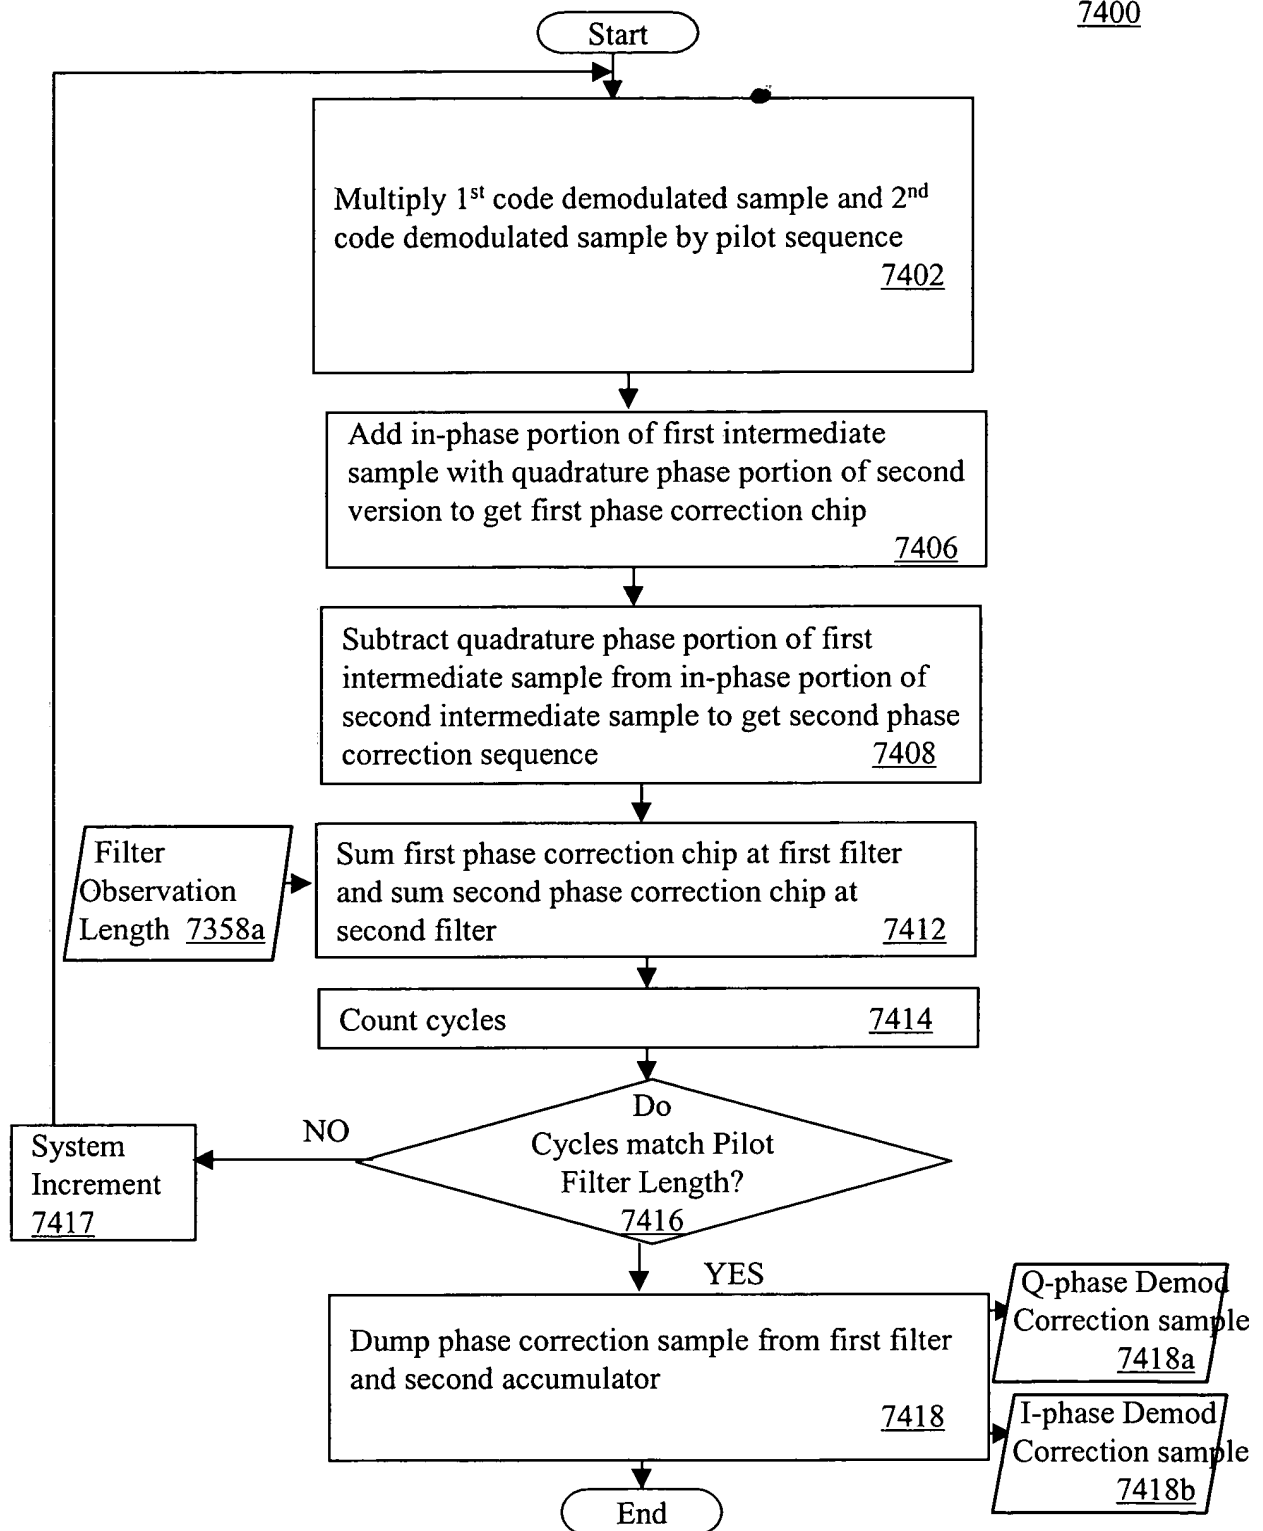 7400
Start
Multiply 1st code demodulated sample and 2nd
code demodulated sample by pilot sequence
7402
Add in-phase portion of first intermediate
sample with quadrature phase portion of second
version to get first phase correction chip
7406
Subtract quadrature phase portion of first
intermediate sample from in-phase portion of
second intermediate sample to get second phase
correction sequence 7408
Filter
Observation
Length 7358a
Sum first phase correction chip at first filter
and sum second phase correction chip at
second filter 7412
Count cycles 7414
Do
Cycles match Pilot
Filter Length?
7416
NO
System
Increment
7417
YES
Dump phase correction sample from first filter
and second accumulator
7418
Q-phase Demod
Correction sample
7418a
I-phase Demod
Correction sample
7418b
End